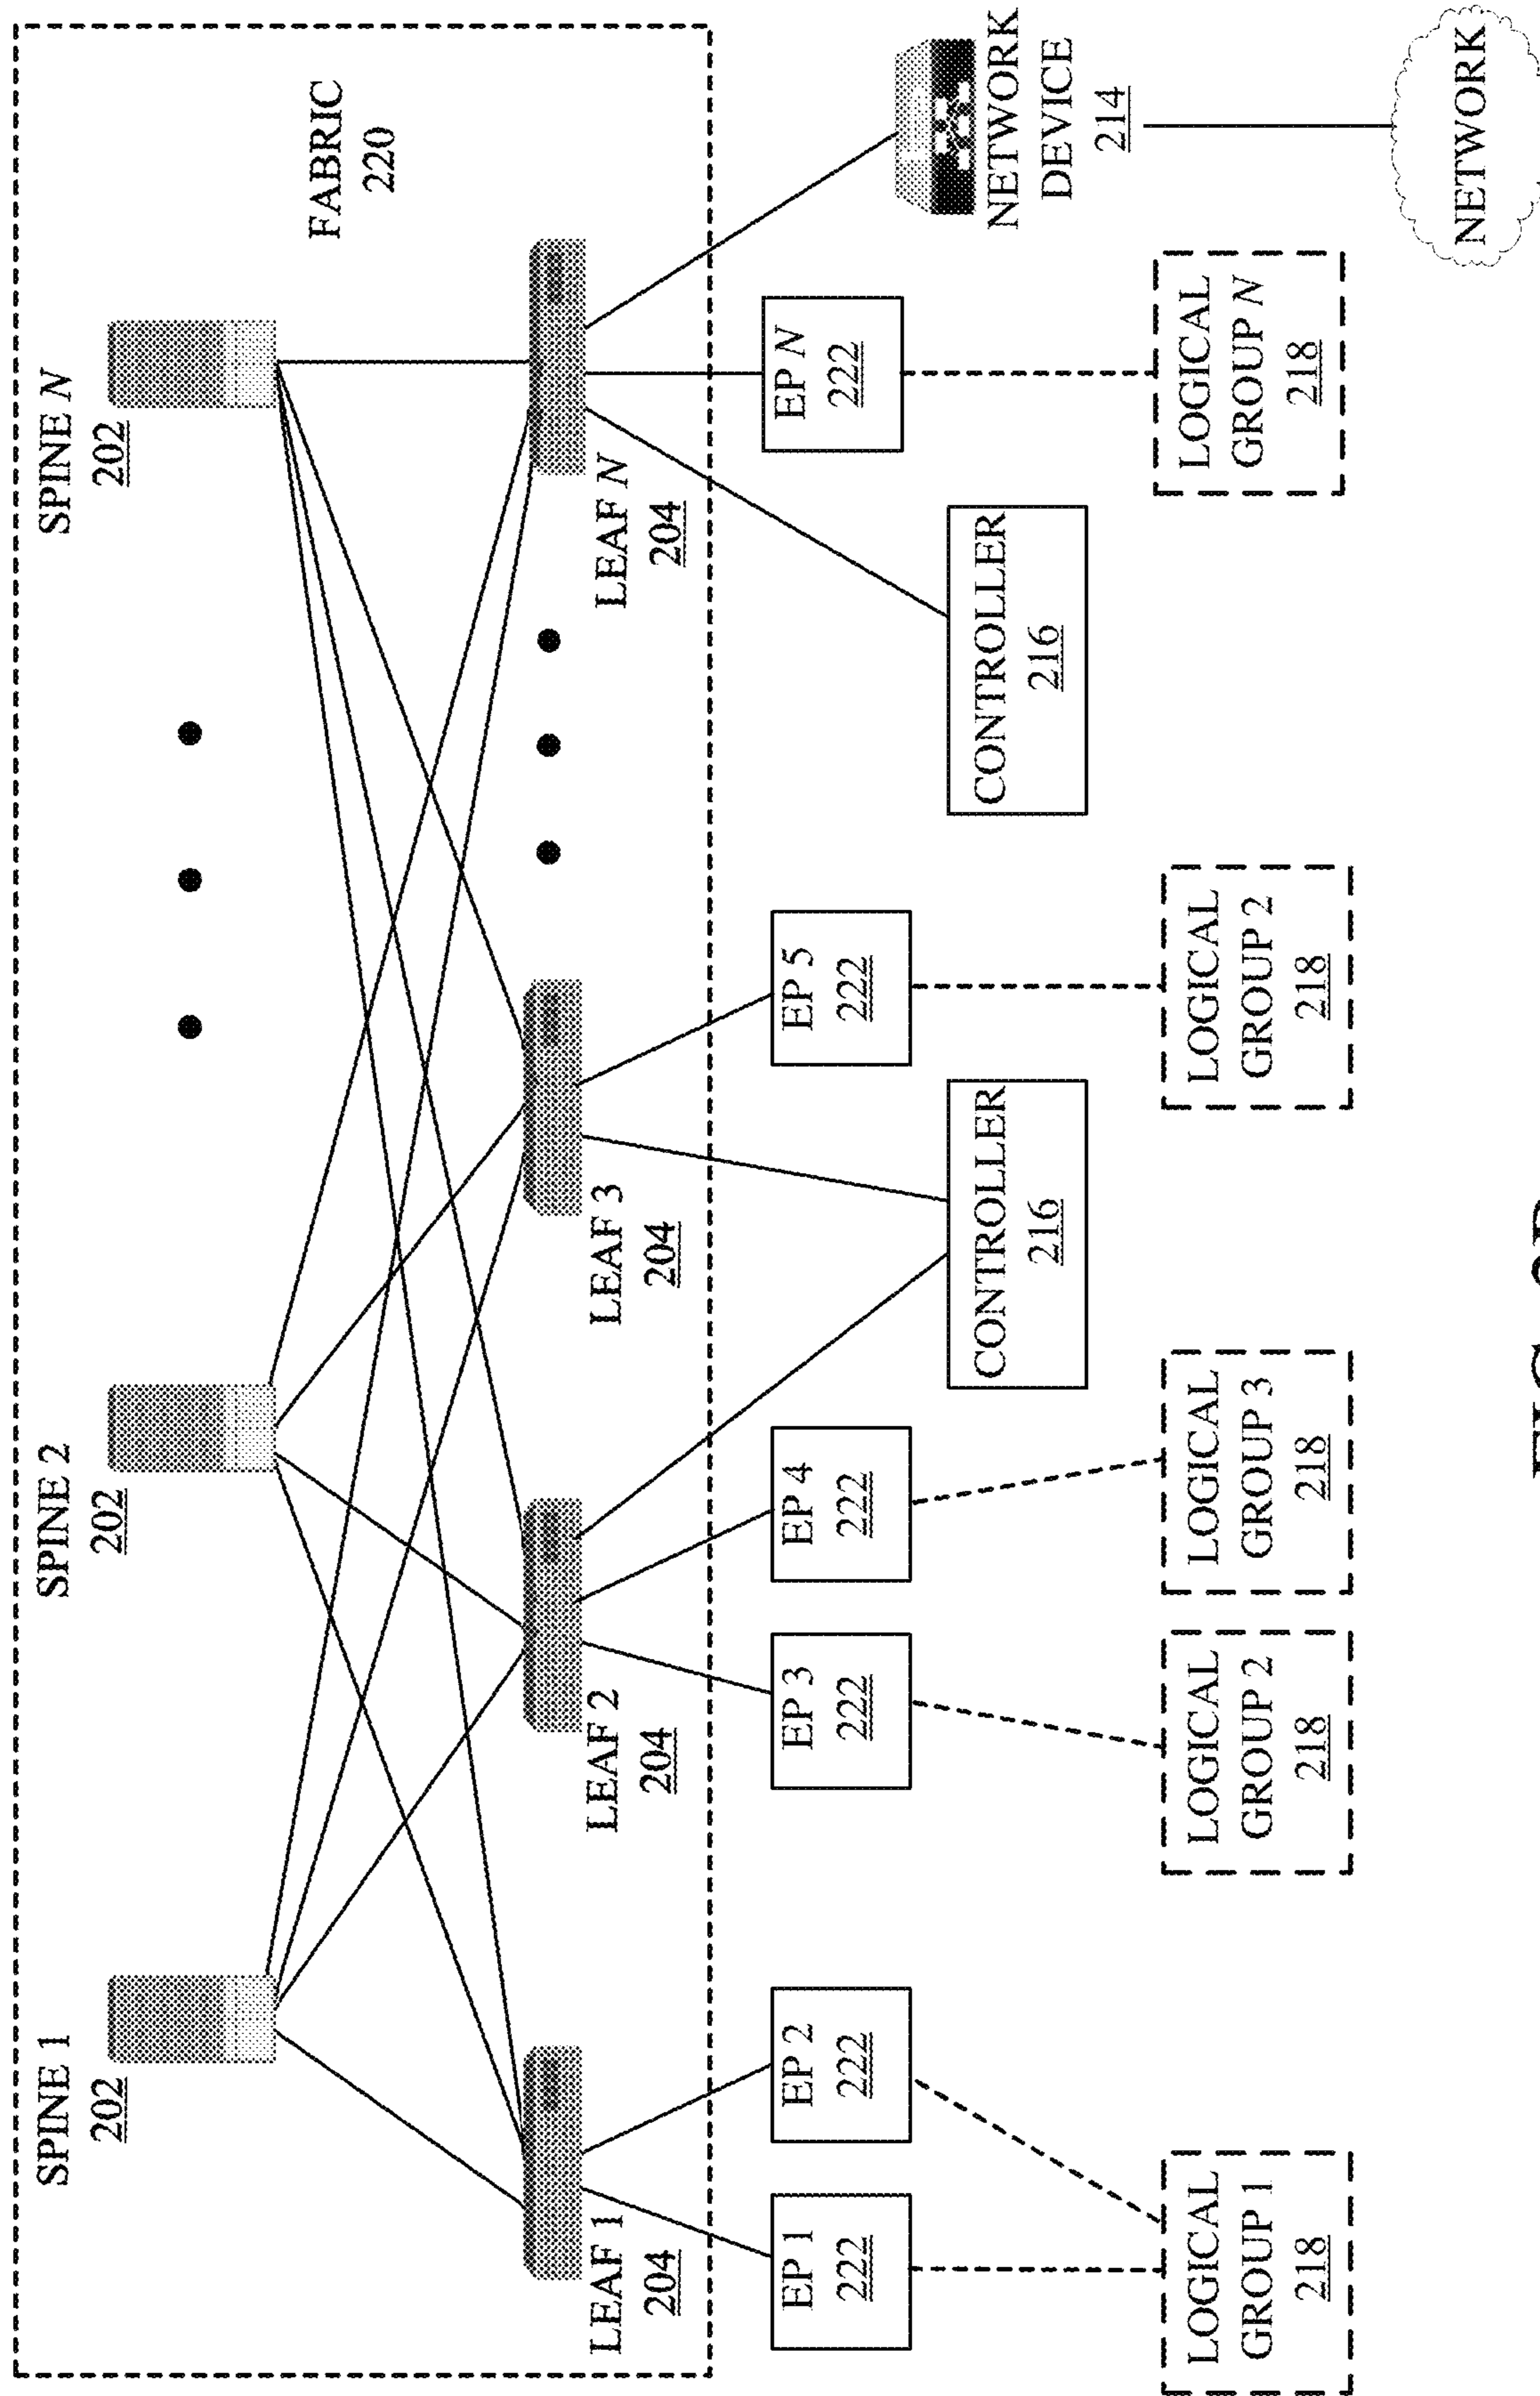 SPINE 1
202
SPINE 2
202
SPINE N
202
FABRIC
220
LEAF 1
204
LEAF 2
204
LEAF 3
204
LEAF N
204
EP 1
222
EP 2
222
EP 3
222
EP 4
222
EP 5
222
EP N
222
CONTROLLER
216
CONTROLLER
216
NETWORK
DEVICE
214
LOGICAL
GROUP 1
218
LOGICAL
GROUP 2
218
LOGICAL
GROUP 3
218
LOGICAL
GROUP 2
218
LOGICAL
GROUP N
218
NETWORK